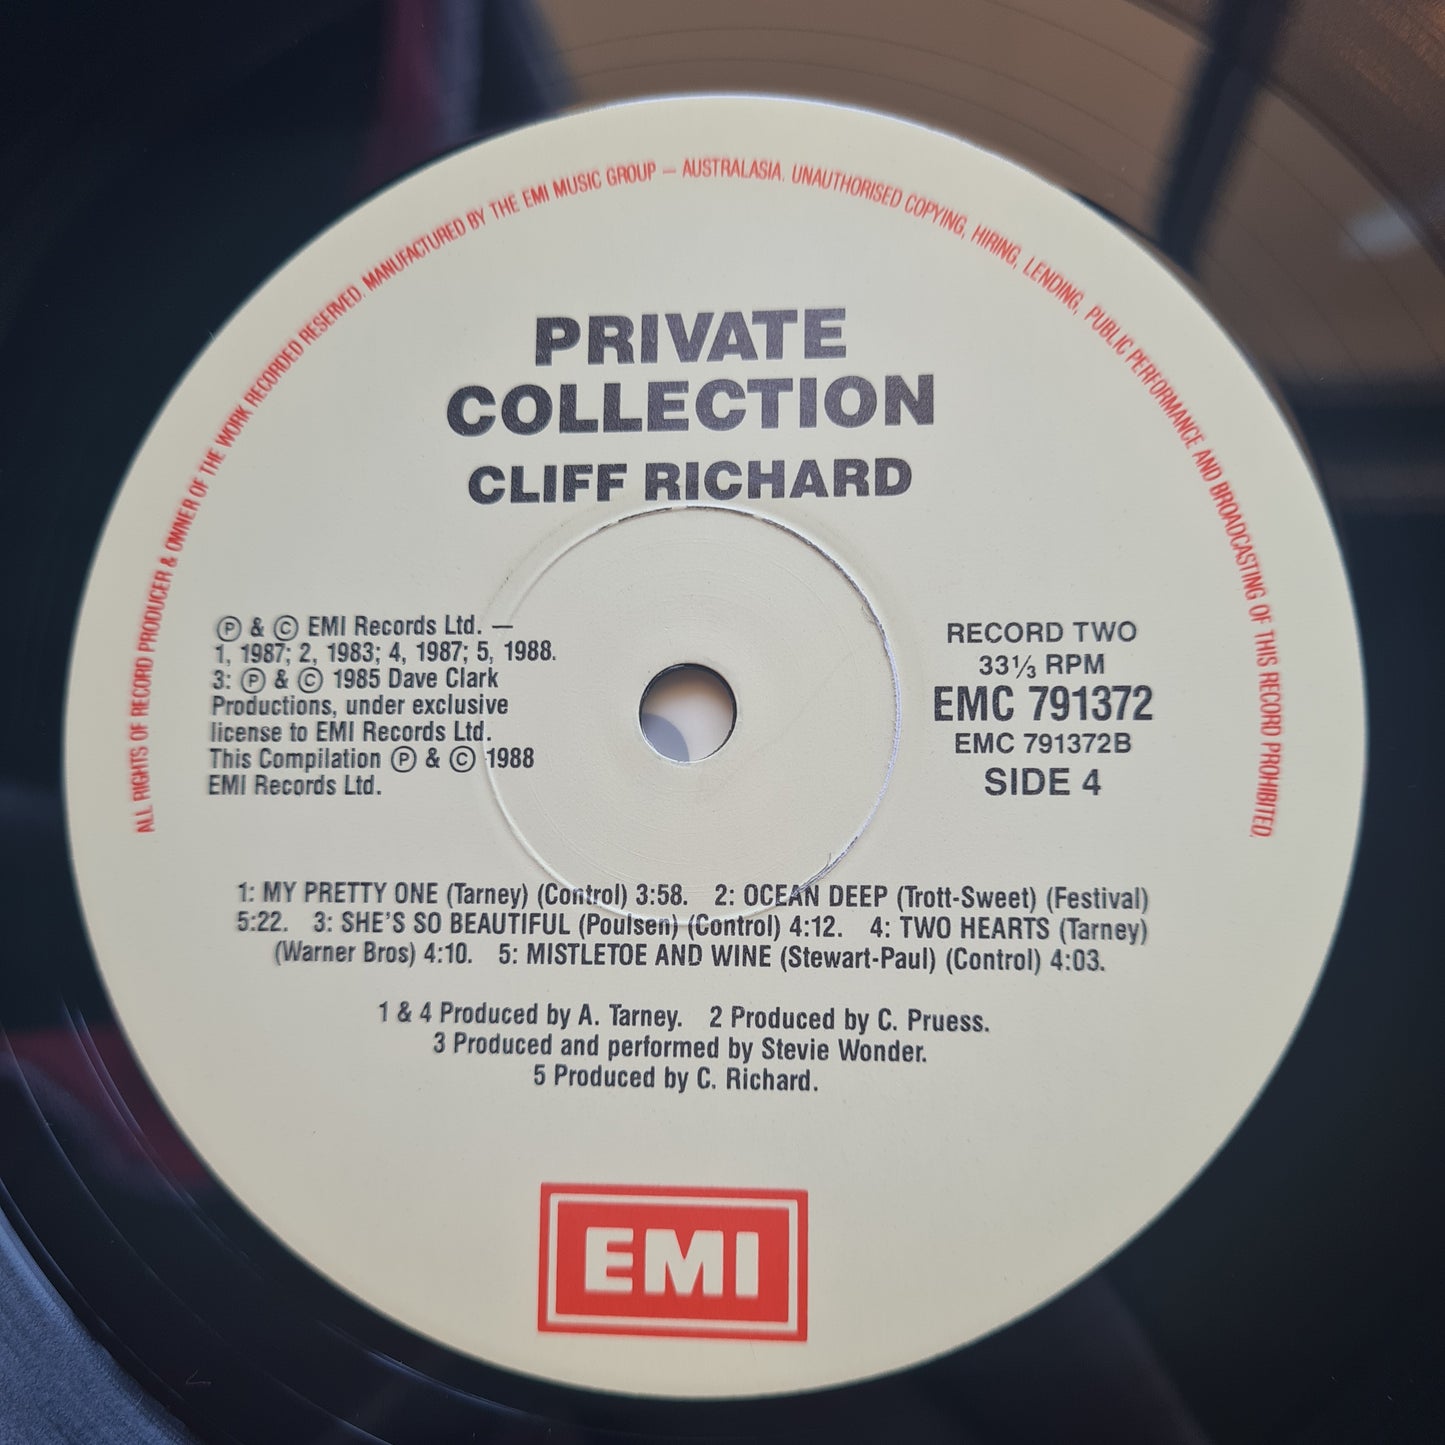 ALL RIGHTS OF RECORD PRODUCER & OWNER OF THE WORK RECORDED RESERVED. MANUFACTURED BY THE EMI MUSIC GROUP — AUSTRALASIA. UNAUTHORISED COPYING, HIRING, LENDING, PUBLIC PERFORMANCE AND BROADCASTING OF THIS RECORD PROHIBITED.
PRIVATE
COLLECTION
CLIFF RICHARD
Ⓟ & © EMI Records Ltd. —
1, 1987; 2, 1983; 4, 1987; 5, 1988.
3: Ⓟ & © 1985 Dave Clark
Productions, under exclusive
license to EMI Records Ltd.
This Compilation Ⓟ & © 1988
EMI Records Ltd.
RECORD TWO
33⅓ RPM
EMC 791372
EMC 791372B
SIDE 4
1: MY PRETTY ONE (Tarney) (Control) 3:58. 2: OCEAN DEEP (Trott-Sweet) (Festival)
5:22. 3: SHE'S SO BEAUTIFUL (Poulsen) (Control) 4:12. 4: TWO HEARTS (Tarney)
(Warner Bros) 4:10. 5: MISTLETOE AND WINE (Stewart-Paul) (Control) 4:03.
1 & 4 Produced by A. Tarney. 2 Produced by C. Pruess.
3 Produced and performed by Stevie Wonder.
5 Produced by C. Richard.
EMI